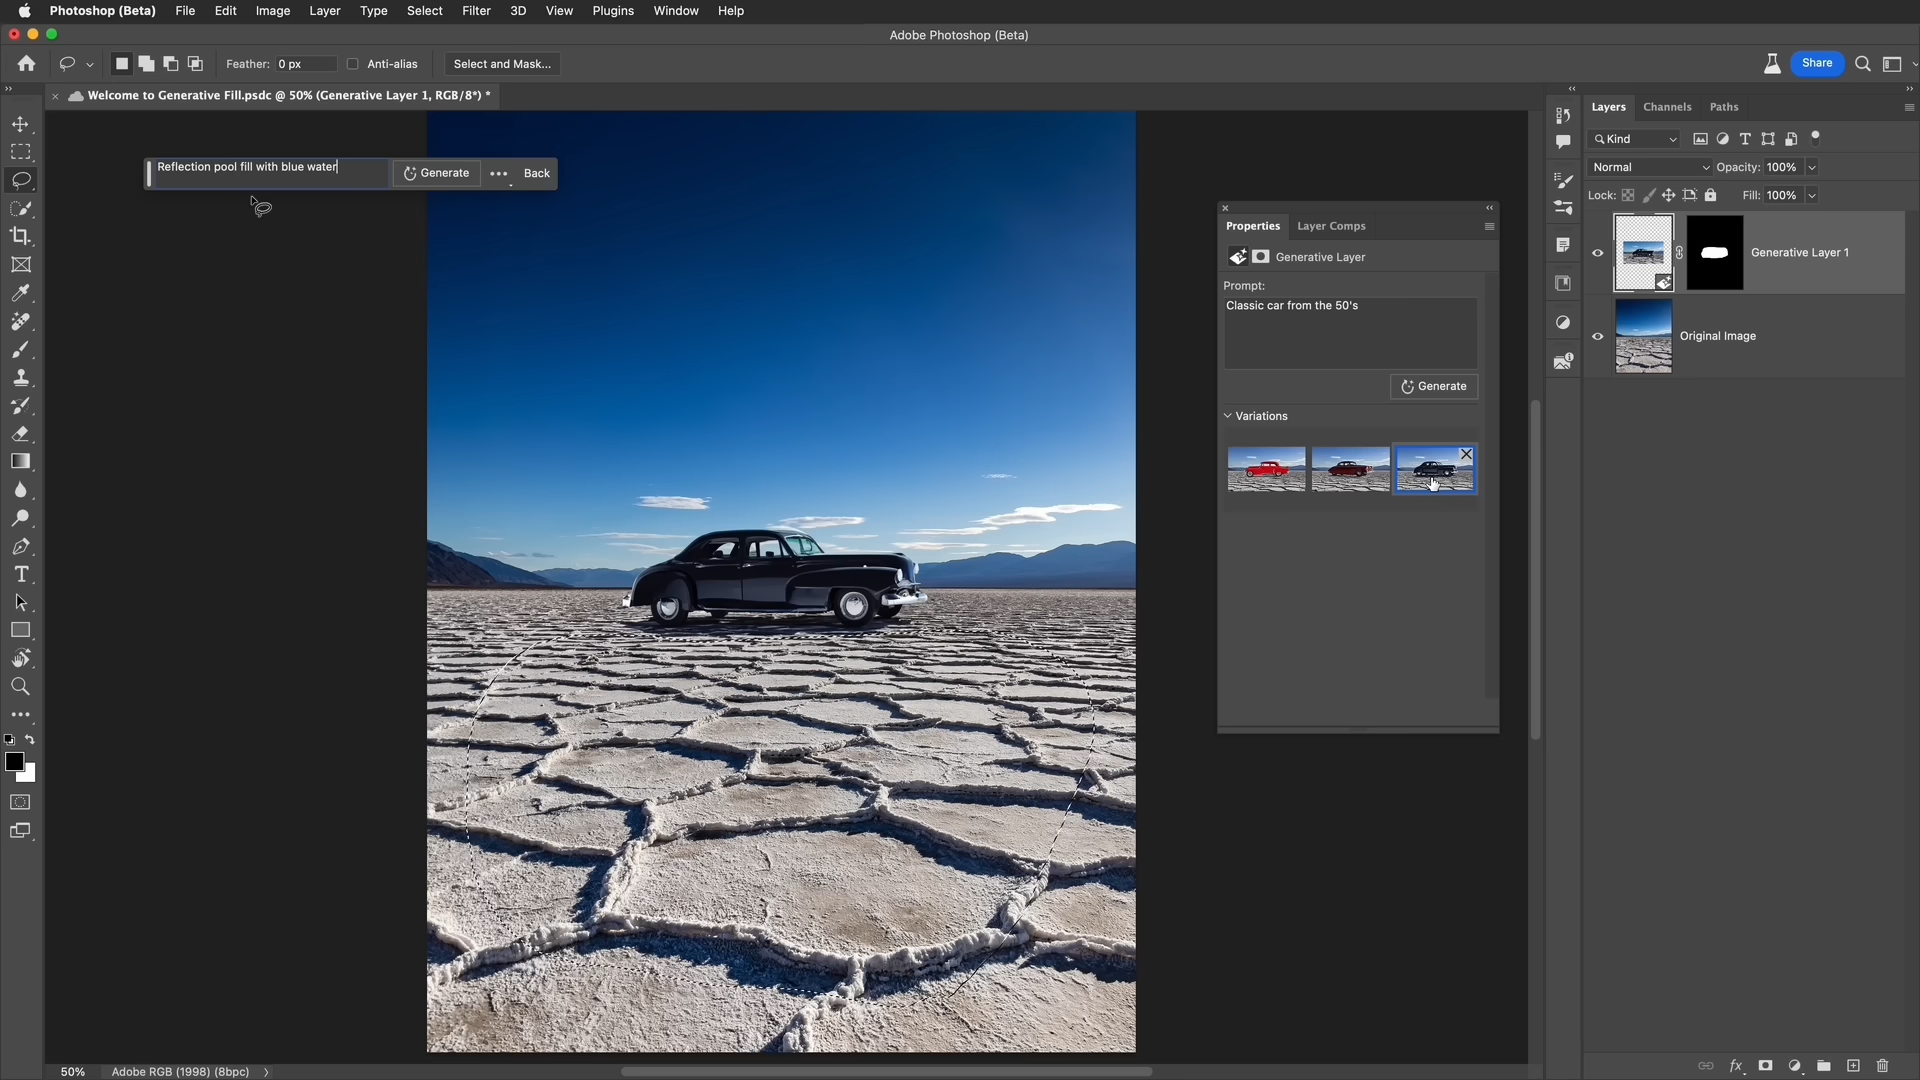 Photoshop (Beta) File Edit Image Layer Type Select Filter 3D View Plugins Window Help
Adobe Photoshop (Beta)
Feather: 0 px Anti-alias Select and Mask... Share
Welcome to Generative Fill.psdc @ 50% (Generative Layer 1, RGB/8*) *
Reflection pool fill with blue water Generate Back
Properties Layer Comps
Generative Layer
Prompt:
Classic car from the 50's
Generate
Variations
Layers Channels Paths
Kind
Normal Opacity: 100%
Lock: Fill: 100%
Generative Layer 1
Original Image
fx
50% Adobe RGB (1998) (8bpc)